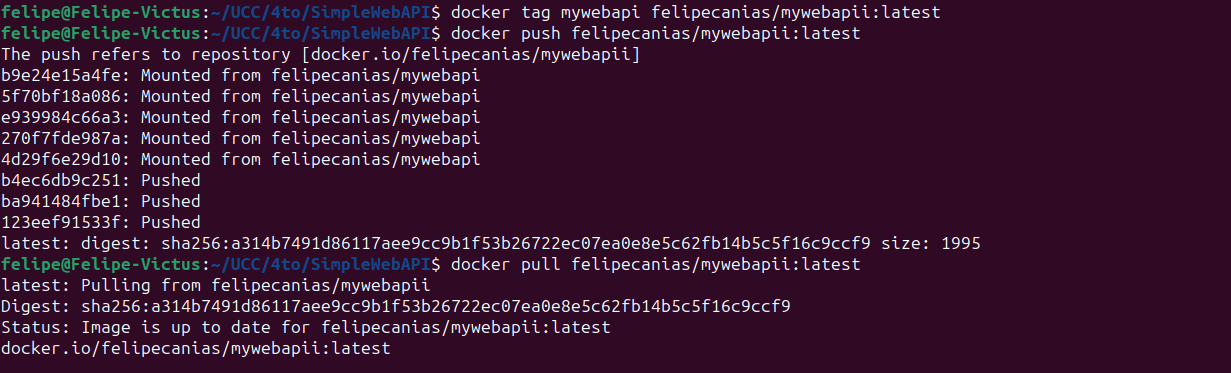 felipe@Felipe-Victus:~/UCC/4to/SimpleWebAPI$ docker tag mywebapi felipecanias/mywebapii:latest
felipe@Felipe-Victus:~/UCC/4to/SimpleWebAPI$ docker push felipecanias/mywebapii:latest
The push refers to repository [docker.io/felipecanias/mywebapii]
b9e24e15a4fe: Mounted from felipecanias/mywebapi
5f70bf18a086: Mounted from felipecanias/mywebapi
e939984c66a3: Mounted from felipecanias/mywebapi
270f7fde987a: Mounted from felipecanias/mywebapi
4d29f6e29d10: Mounted from felipecanias/mywebapi
b4ec6db9c251: Pushed
ba941484fbe1: Pushed
123eef91533f: Pushed
latest: digest: sha256:a314b7491d86117aee9cc9b1f53b26722ec07ea0e8e5c62fb14b5c5f16c9ccf9 size: 1995
felipe@Felipe-Victus:~/UCC/4to/SimpleWebAPI$ docker pull felipecanias/mywebapii:latest
latest: Pulling from felipecanias/mywebapii
Digest: sha256:a314b7491d86117aee9cc9b1f53b26722ec07ea0e8e5c62fb14b5c5f16c9ccf9
Status: Image is up to date for felipecanias/mywebapii:latest
docker.io/felipecanias/mywebapii:latest